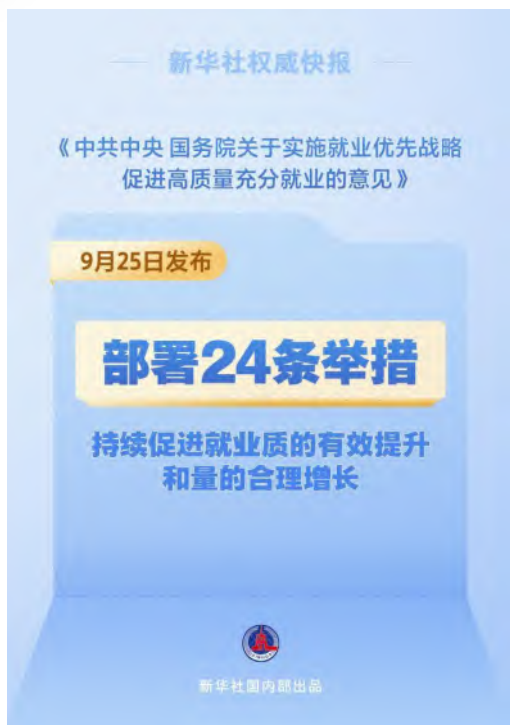 新华社权威快报
《中共中央 国务院关于实施就业优先战略
促进高质量充分就业的意见》
9月25日发布
部署24条举措
持续促进就业质的有效提升
和量的合理增长
新华社国内部出品